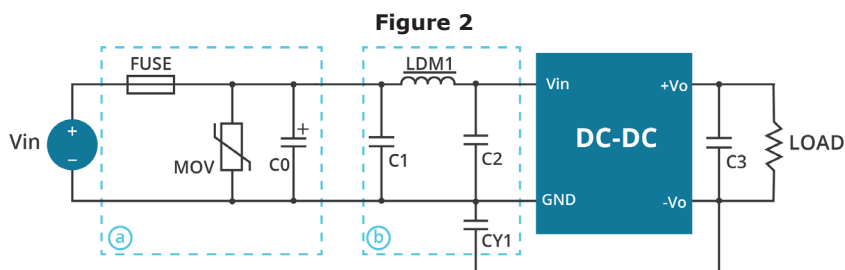 Figure 2
FUSE
LDM1
Vin
+Vo
Vin
+
−
MOV
C0
+
C1
C2
DC-DC
C3
LOAD
GND
-Vo
a
b
CY1